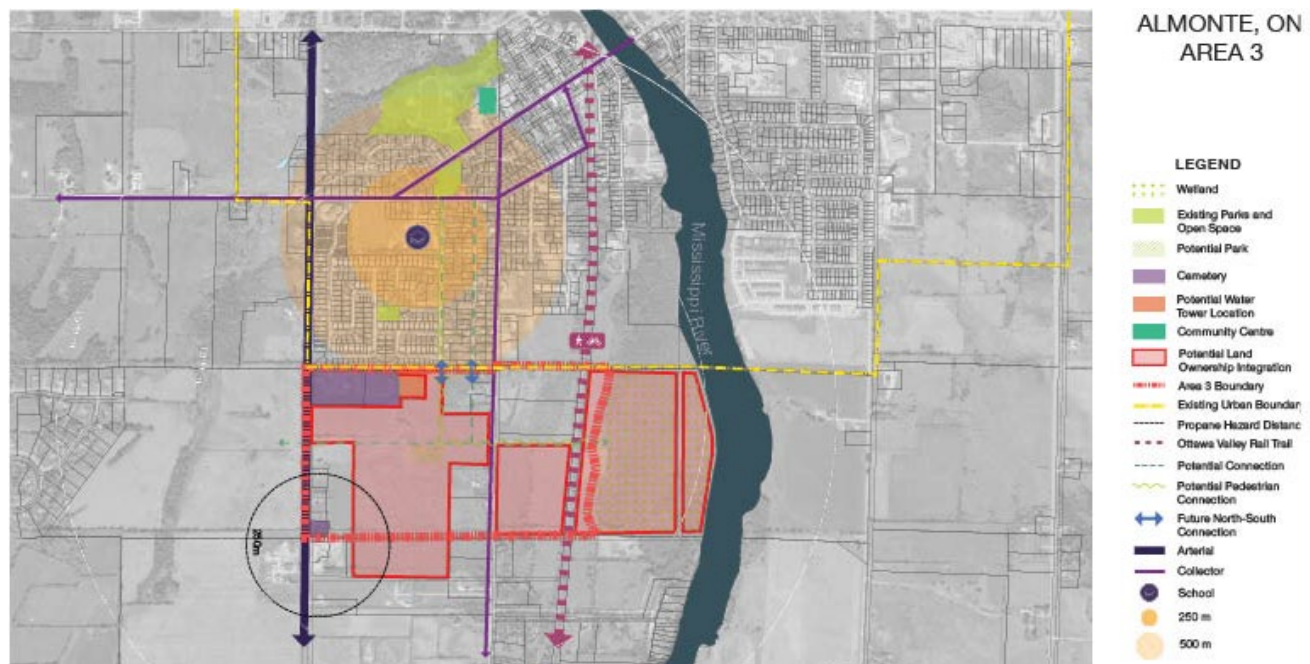 ALMONTE, ON
AREA 3
LEGEND
Wetland
Existing Parks and
Open Space
Potential Park
Cemetery
Potential Water
Tower Location
Community Centre
Potential Land
Ownership Integration
Area 3 Boundary
Existing Urban Boundar
Propane Hazard Distanc
Ottawa Valley Rail Trail
Potential Connection
Potential Pedestrian
Connection
Future North-South
Connection
Arterial
Collector
School
250 m
500 m
Mississippi River
250m